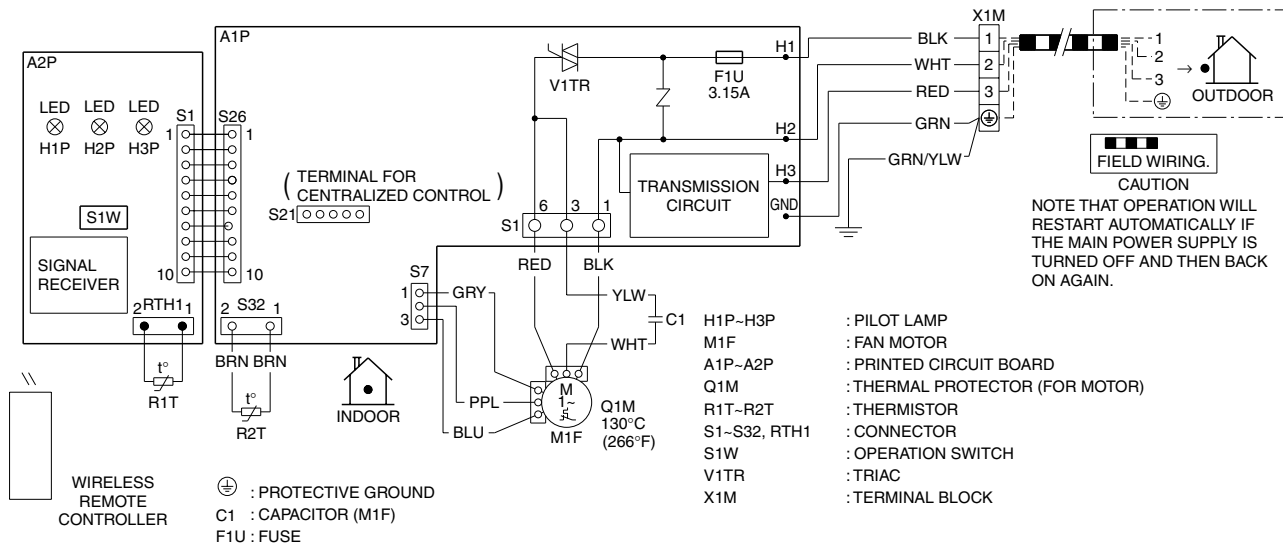 A1P
A2P
LED LED LED
H1P H2P H3P
S1 S26
1 1
10 10
S1W
SIGNAL
RECEIVER
2 RTH1 1
t°
R1T
2 S32 1
BRN BRN
t°
R2T
( TERMINAL FOR
CENTRALIZED CONTROL )
S21
V1TR
F1U
3.15A
H1
H2
H3
GND
TRANSMISSION
CIRCUIT
6 3 1
S1
RED BLK
YLW
C1
WHT
S7
1
3
GRY
PPL
BLU
M
1~
M1F
Q1M
130°C
(266°F)
INDOOR
X1M
BLK 1
WHT 2
RED 3
GRN
GRN/YLW
1
2
3
OUTDOOR
FIELD WIRING.
CAUTION
NOTE THAT OPERATION WILL
RESTART AUTOMATICALLY IF
THE MAIN POWER SUPPLY IS
TURNED OFF AND THEN BACK
ON AGAIN.
WIRELESS
REMOTE
CONTROLLER
: PROTECTIVE GROUND
C1 : CAPACITOR (M1F)
F1U : FUSE
H1P~H3P : PILOT LAMP
M1F : FAN MOTOR
A1P~A2P : PRINTED CIRCUIT BOARD
Q1M : THERMAL PROTECTOR (FOR MOTOR)
R1T~R2T : THERMISTOR
S1~S32, RTH1 : CONNECTOR
S1W : OPERATION SWITCH
V1TR : TRIAC
X1M : TERMINAL BLOCK